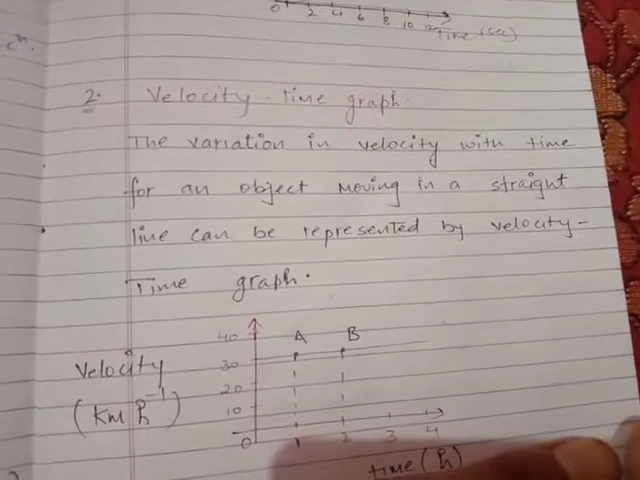 0 2 4 6 8 10 12
Time (sec)
2. Velocity - Time graph.
The variation in velocity with time
for an object moving in a straight
line can be represented by velocity-
Time graph.
40 A B
Velocity 30
20
(Km h⁻¹) 10
0 1 2 3 4
time (h)